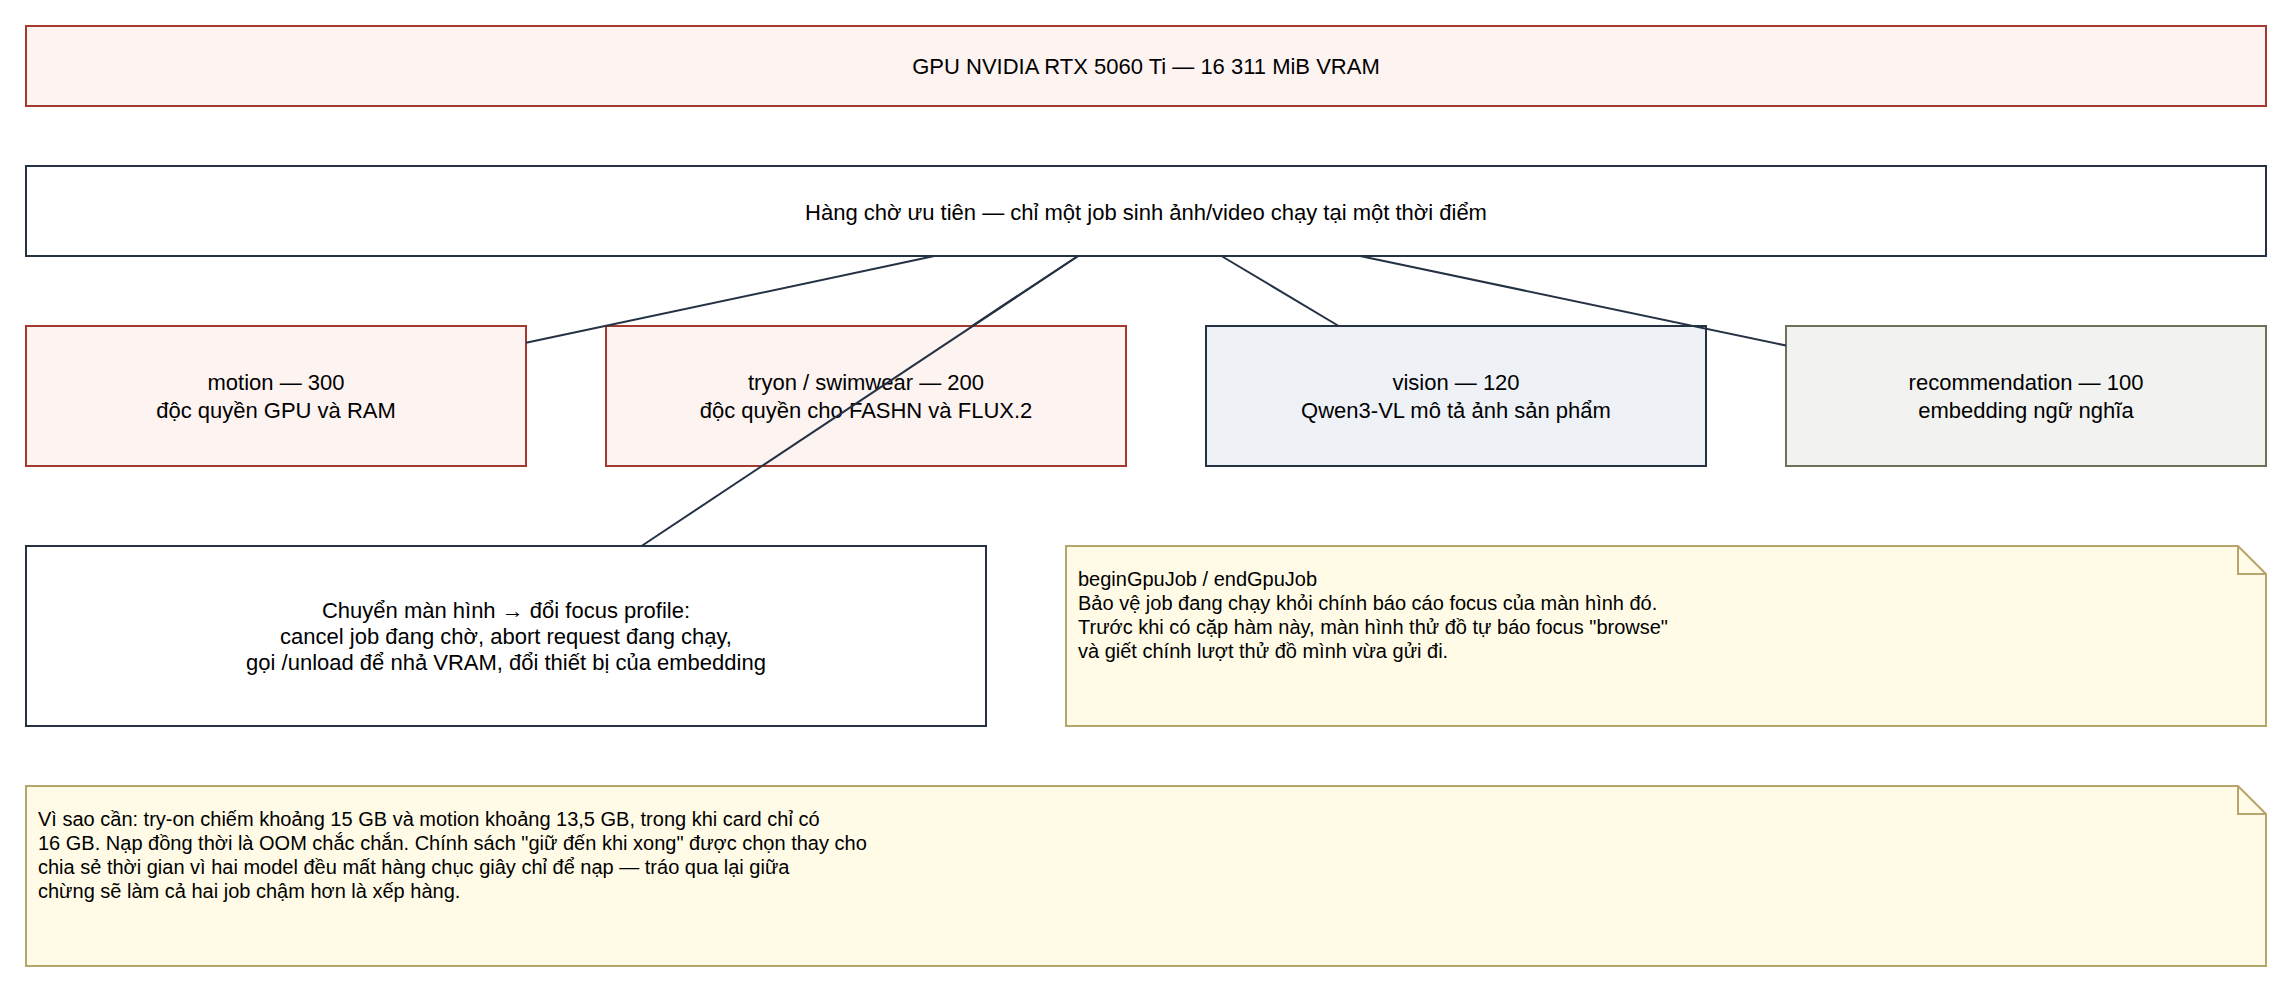 GPU NVIDIA RTX 5060 Ti — 16 311 MiB VRAM
Hàng chờ ưu tiên — chỉ một job sinh ảnh/video chạy tại một thời điểm
motion — 300
độc quyền GPU và RAM
tryon / swimwear — 200
độc quyền cho FASHN và FLUX.2
vision — 120
Qwen3-VL mô tả ảnh sản phẩm
recommendation — 100
embedding ngữ nghĩa
Chuyển màn hình → đổi focus profile:
cancel job đang chờ, abort request đang chạy,
gọi /unload để nhả VRAM, đổi thiết bị của embedding
beginGpuJob / endGpuJob
Bảo vệ job đang chạy khỏi chính báo cáo focus của màn hình đó.
Trước khi có cặp hàm này, màn hình thử đồ tự báo focus "browse"
và giết chính lượt thử đồ mình vừa gửi đi.
Vì sao cần: try-on chiếm khoảng 15 GB và motion khoảng 13,5 GB, trong khi card chỉ có
16 GB. Nạp đồng thời là OOM chắc chắn. Chính sách "giữ đến khi xong" được chọn thay cho
chia sẻ thời gian vì hai model đều mất hàng chục giây chỉ để nạp — tráo qua lại giữa
chừng sẽ làm cả hai job chậm hơn là xếp hàng.